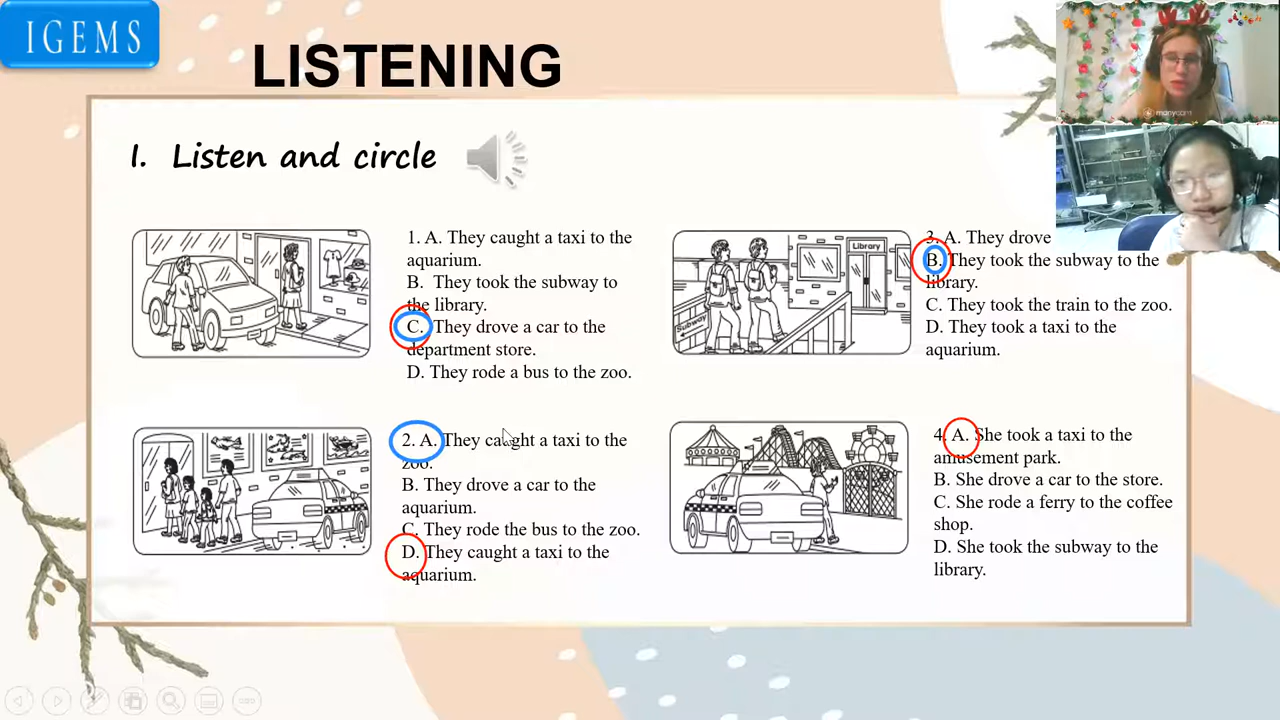 IGEMS
LISTENING
I. Listen and circle
1. A. They caught a taxi to the
aquarium.
B. They took the subway to
the library.
C. They drove a car to the
department store.
D. They rode a bus to the zoo.
2. A. They caught a taxi to the
zoo.
B. They drove a car to the
aquarium.
C. They rode the bus to the zoo.
D. They caught a taxi to the
aquarium.
Library
Subway
3. A. They drove
B. They took the subway to the
library.
C. They took the train to the zoo.
D. They took a taxi to the
aquarium.
4. A. She took a taxi to the
amusement park.
B. She drove a car to the store.
C. She rode a ferry to the coffee
shop.
D. She took the subway to the
library.
manycam